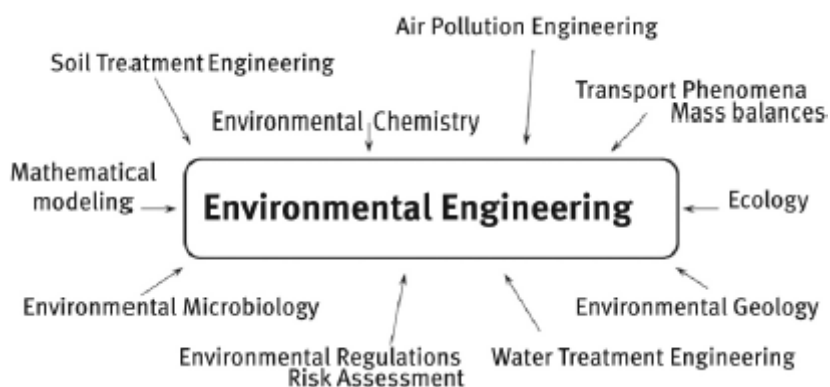 Air Pollution Engineering
Soil Treatment Engineering
Transport Phenomena
Mass balances
Environmental Chemistry
Mathematical
modeling
Environmental Engineering
Ecology
Environmental Microbiology
Environmental Geology
Environmental Regulations
Risk Assessment
Water Treatment Engineering